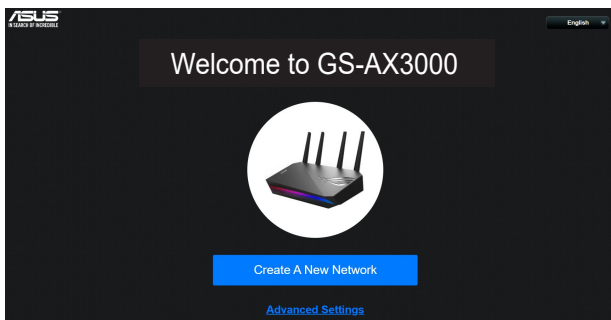 ASUS
IN SEARCH OF INCREDIBLE
English
Welcome to GS-AX3000
Create A New Network
Advanced Settings